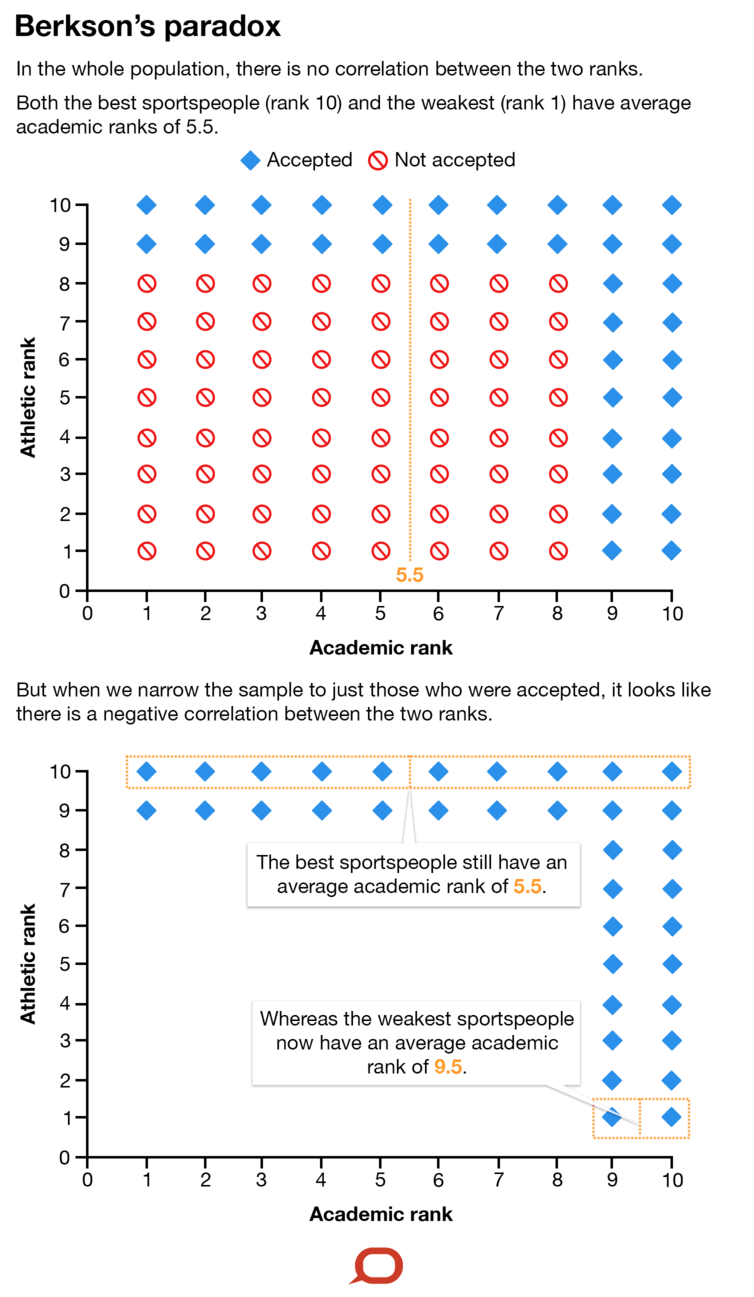 Berkson’s paradox
In the whole population, there is no correlation between the two ranks.
Both the best sportspeople (rank 10) and the weakest (rank 1) have average
academic ranks of 5.5.
Accepted Not accepted
10
9
8
7
6
5
4
3
2
1
0
Athletic rank
5.5
0 1 2 3 4 5 6 7 8 9 10
Academic rank
But when we narrow the sample to just those who were accepted, it looks like
there is a negative correlation between the two ranks.
10
9
8
7
6
5
4
3
2
1
0
Athletic rank
The best sportspeople still have an
average academic rank of 5.5.
Whereas the weakest sportspeople
now have an average academic
rank of 9.5.
0 1 2 3 4 5 6 7 8 9 10
Academic rank